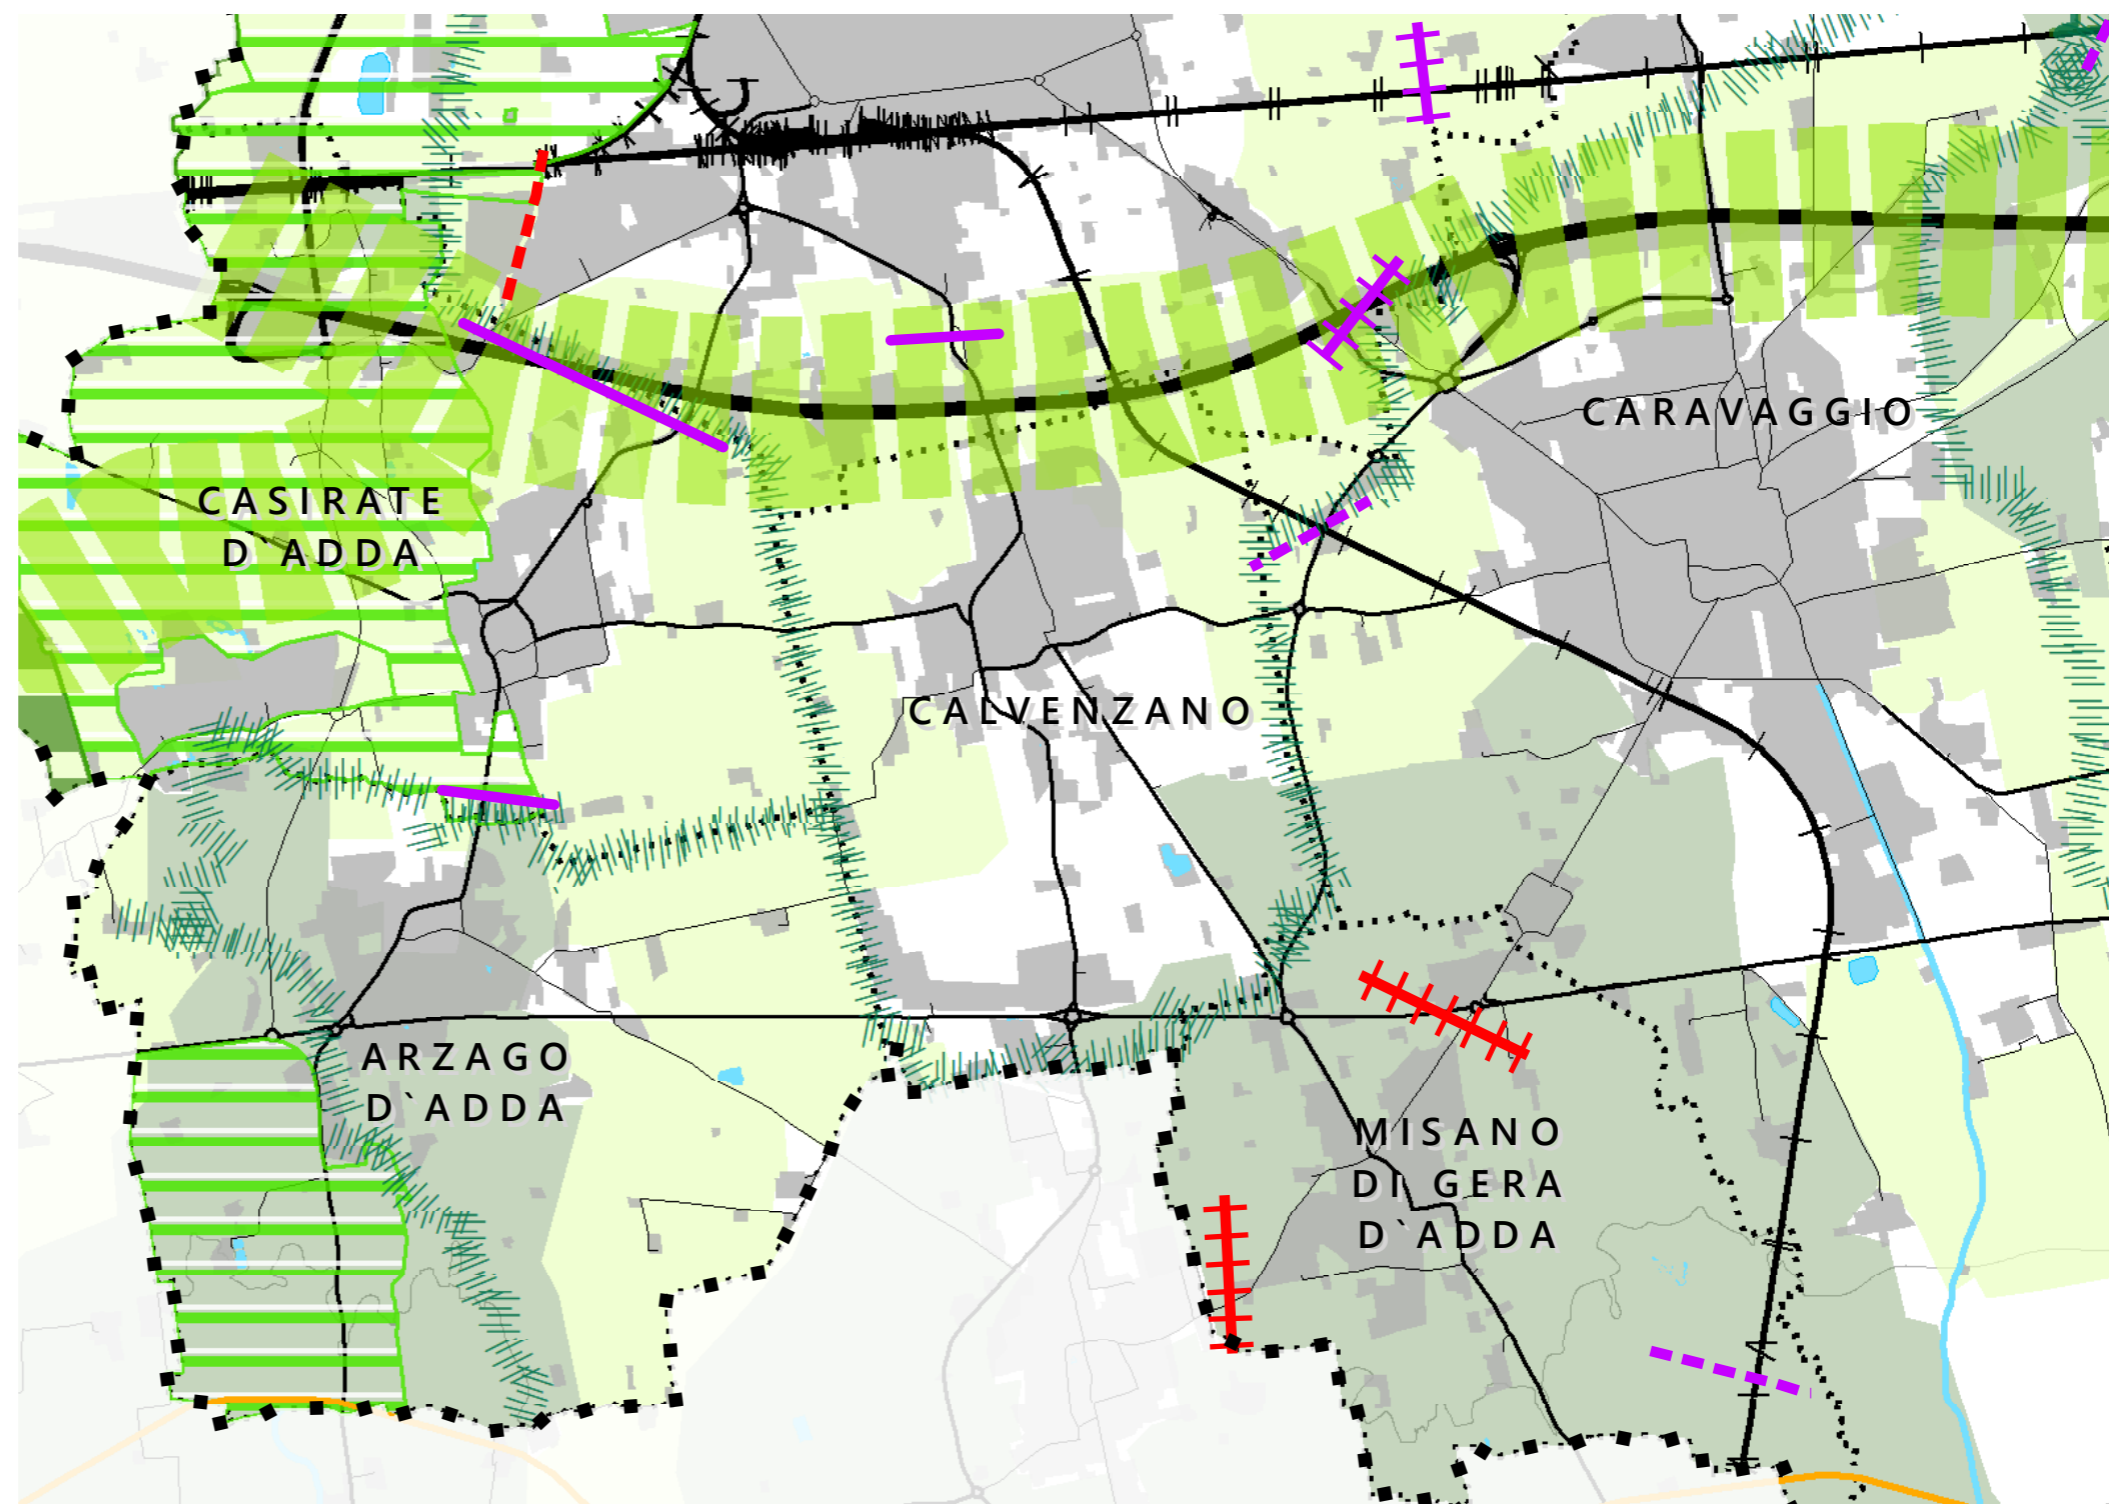 CARAVAGGIO
CASIRATE
D`ADDA
CALVENZANO
ARZAGO
D`ADDA
MISANO
DI GERA
D`ADDA